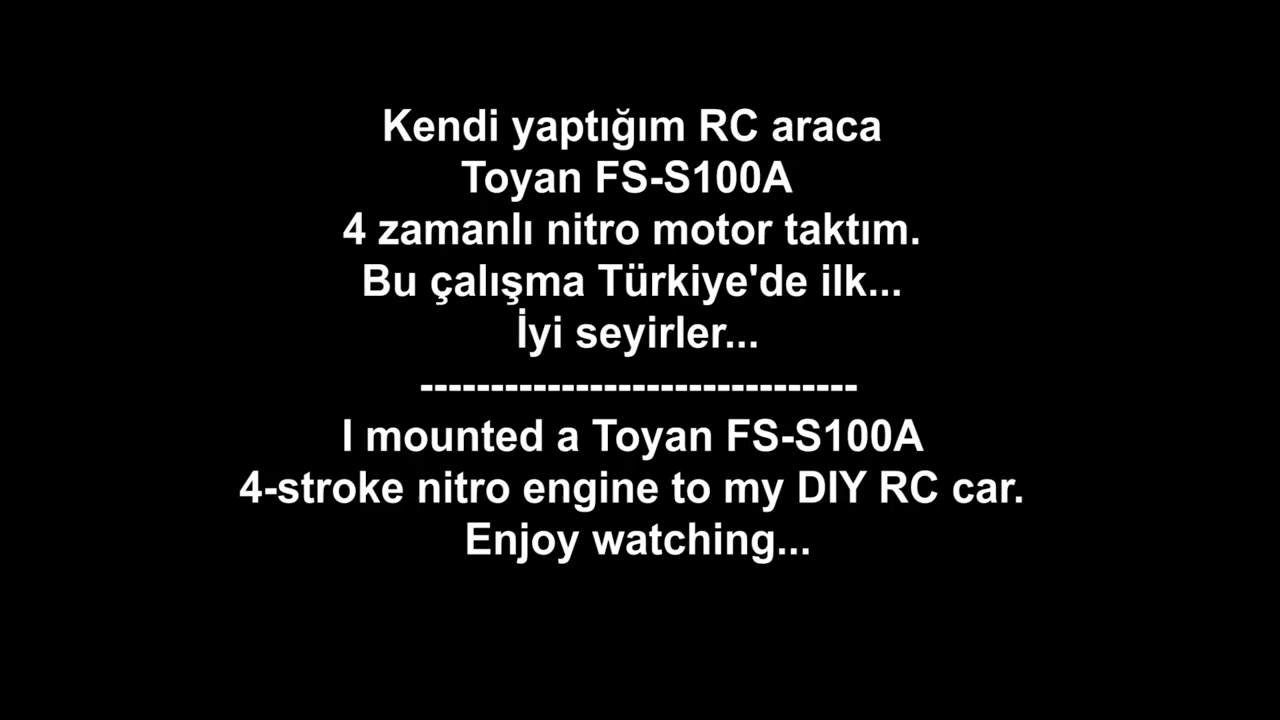 Kendi yaptığım RC araca
Toyan FS-S100A
4 zamanlı nitro motor taktım.
Bu çalışma Türkiye'de ilk...
İyi seyirler...
-------------------------------
I mounted a Toyan FS-S100A
4-stroke nitro engine to my DIY RC car.
Enjoy watching...